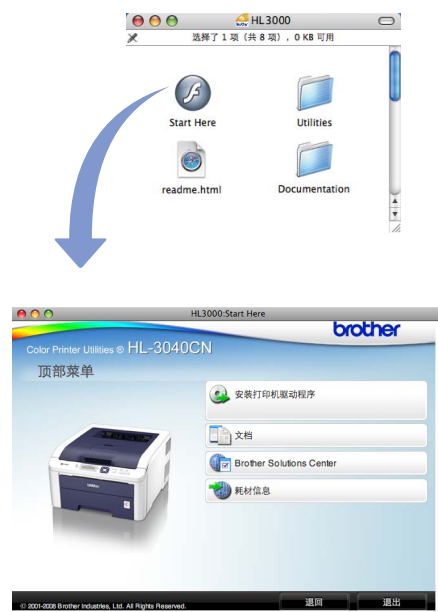 HL3000
选择了 1 项（共 8 项），0 KB 可用
Start Here
Utilities
readme.html
Documentation
HL3000:Start Here
brother
Color Printer Utilities ® HL-3040CN
顶部菜单
安装打印机驱动程序
文档
Brother Solutions Center
耗材信息
© 2001-2008 Brother Industries, Ltd. All Rights Reserved.
退回
退出